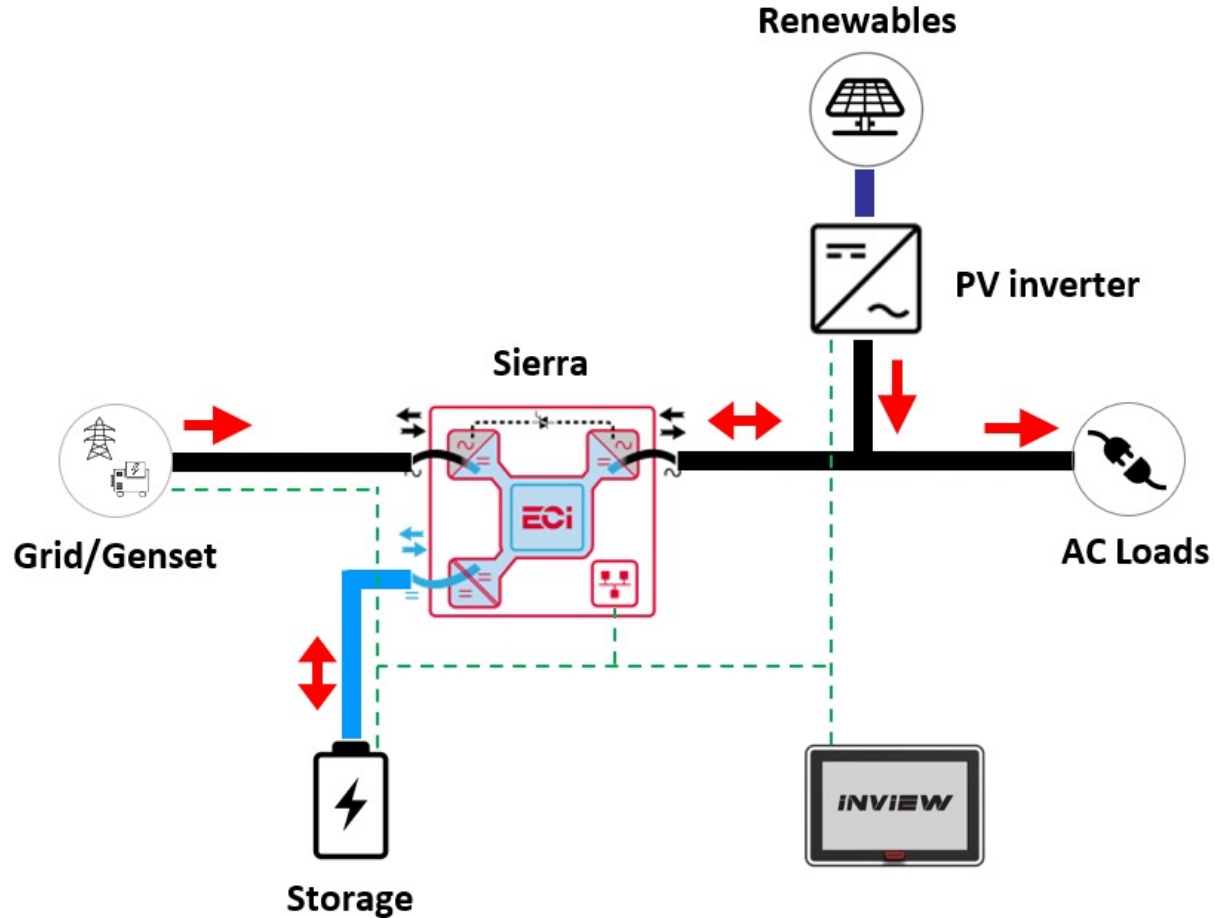 Renewables
PV inverter
Sierra
ECi
Grid/Genset
AC Loads
iNViEW
Storage